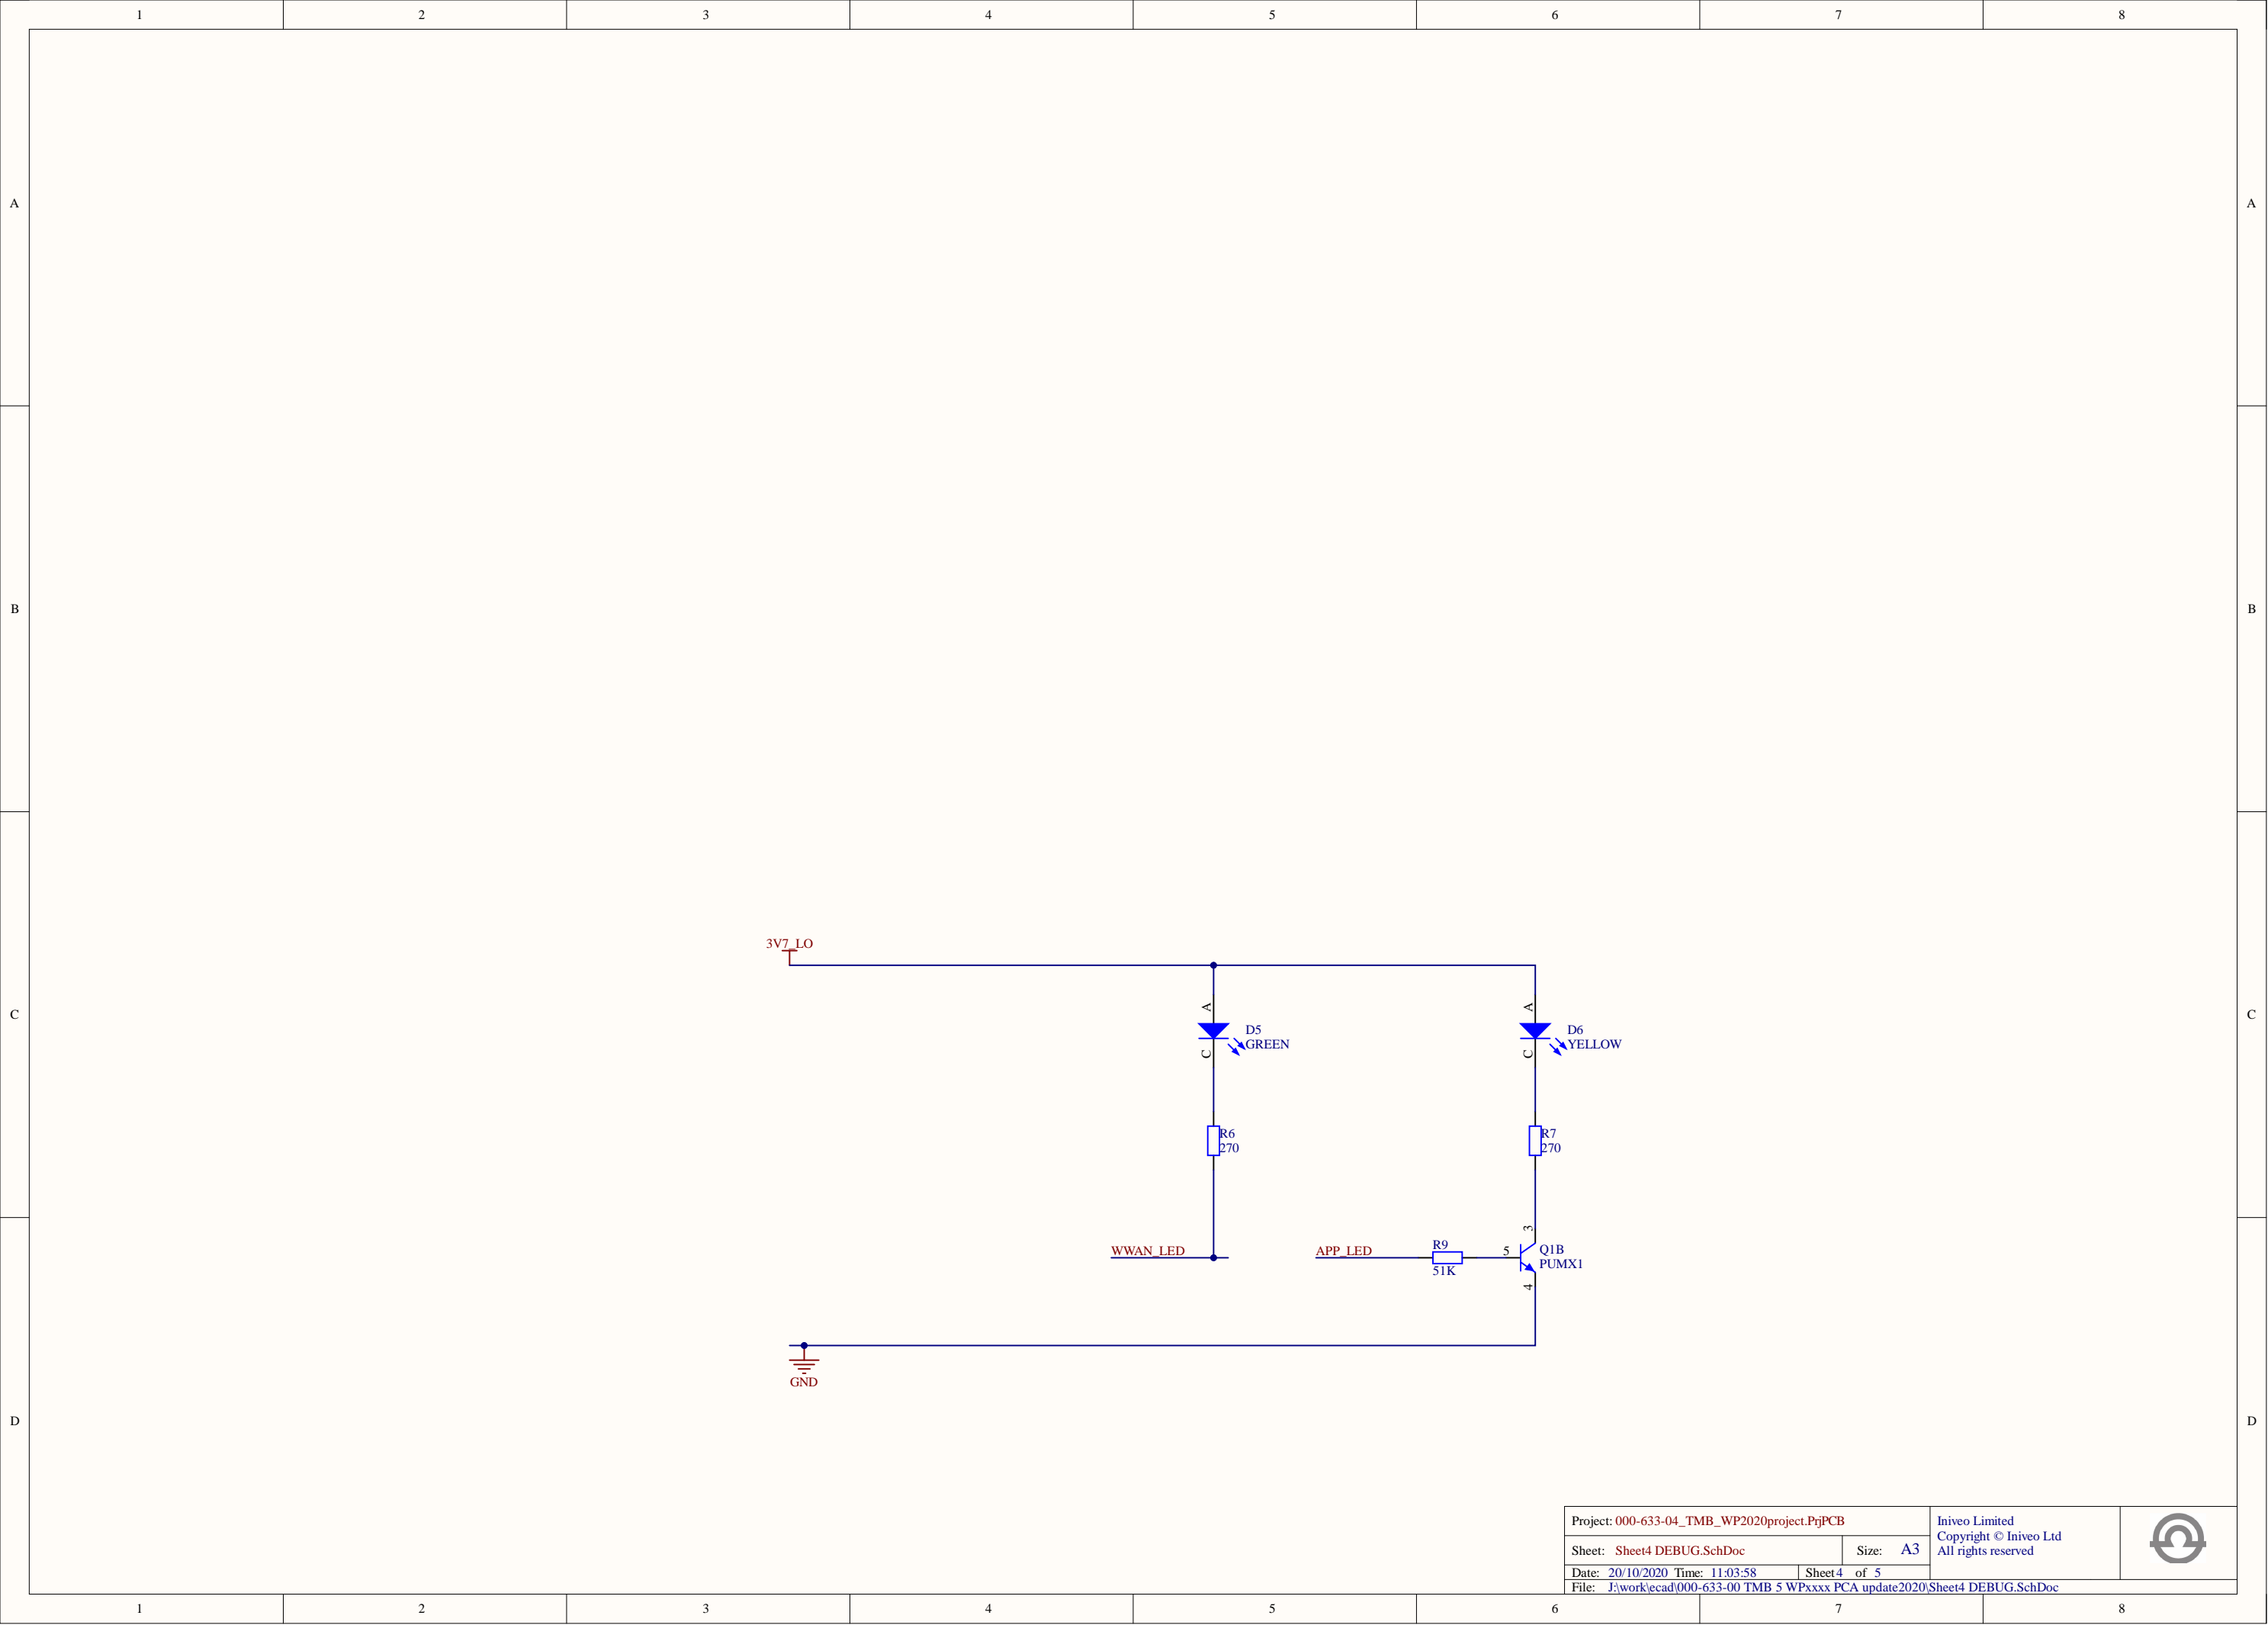 1 2 3 4 5 6 7 8
A A
B B
3V7_LO
A A
C C
D5 D6
GREEN YELLOW
C C
R6 R7
270 270
3
WWAN_LED APP_LED R9 5 Q1B
51K PUMX1
4
GND
D D
Project: 000-633-04_TMB_WP2020project.PrjPCB
Iniveo Limited
Copyright © Iniveo Ltd
All rights reserved
Sheet: Sheet4 DEBUG.SchDoc Size: A3
Date: 20/10/2020 Time: 11:03:58 Sheet 4 of 5
File: J:\work\ecad\000-633-00 TMB 5 WPxxxx PCA update2020\Sheet4 DEBUG.SchDoc
1 2 3 4 5 6 7 8